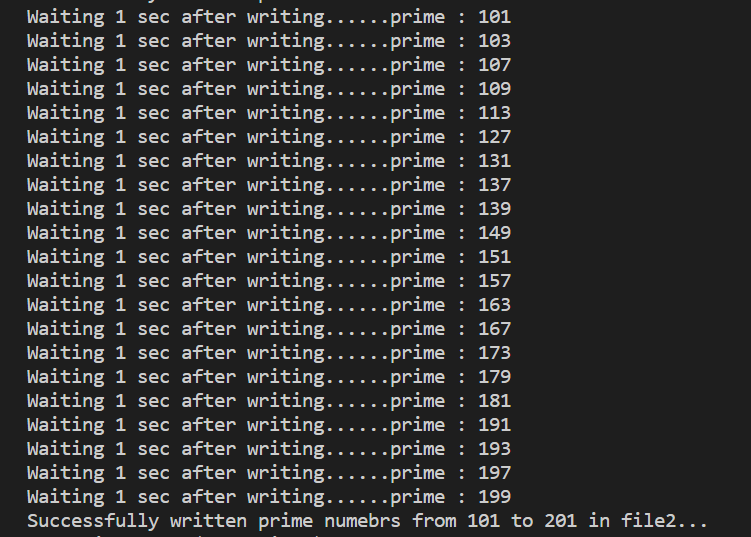 Waiting 1 sec after writing......prime : 101
Waiting 1 sec after writing......prime : 103
Waiting 1 sec after writing......prime : 107
Waiting 1 sec after writing......prime : 109
Waiting 1 sec after writing......prime : 113
Waiting 1 sec after writing......prime : 127
Waiting 1 sec after writing......prime : 131
Waiting 1 sec after writing......prime : 137
Waiting 1 sec after writing......prime : 139
Waiting 1 sec after writing......prime : 149
Waiting 1 sec after writing......prime : 151
Waiting 1 sec after writing......prime : 157
Waiting 1 sec after writing......prime : 163
Waiting 1 sec after writing......prime : 167
Waiting 1 sec after writing......prime : 173
Waiting 1 sec after writing......prime : 179
Waiting 1 sec after writing......prime : 181
Waiting 1 sec after writing......prime : 191
Waiting 1 sec after writing......prime : 193
Waiting 1 sec after writing......prime : 197
Waiting 1 sec after writing......prime : 199
Successfully written prime numebrs from 101 to 201 in file2...